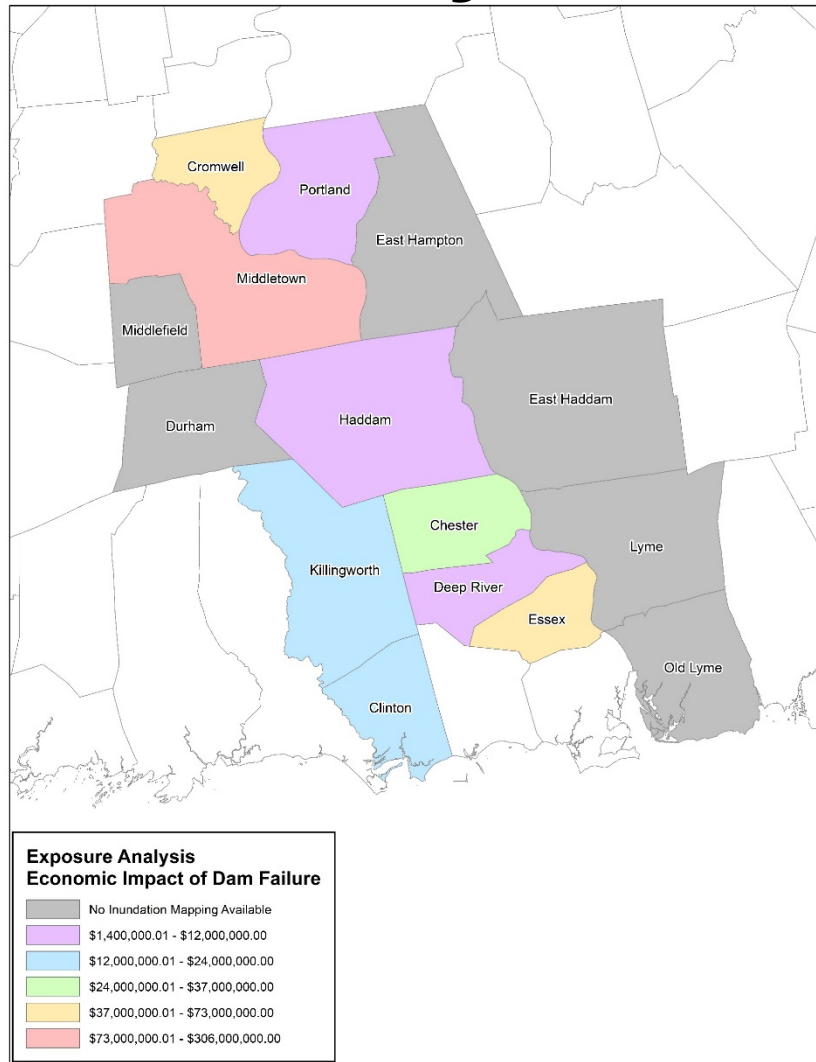 Cromwell
Portland
East Hampton
Middletown
Middlefield
East Haddam
Haddam
Durham
Chester
Lyme
Killingworth
Deep River
Essex
Old Lyme
Clinton
Exposure Analysis
Economic Impact of Dam Failure
No Inundation Mapping Available
$1,400,000.01 - $12,000,000.00
$12,000,000.01 - $24,000,000.00
$24,000,000.01 - $37,000,000.00
$37,000,000.01 - $73,000,000.00
$73,000,000.01 - $306,000,000.00